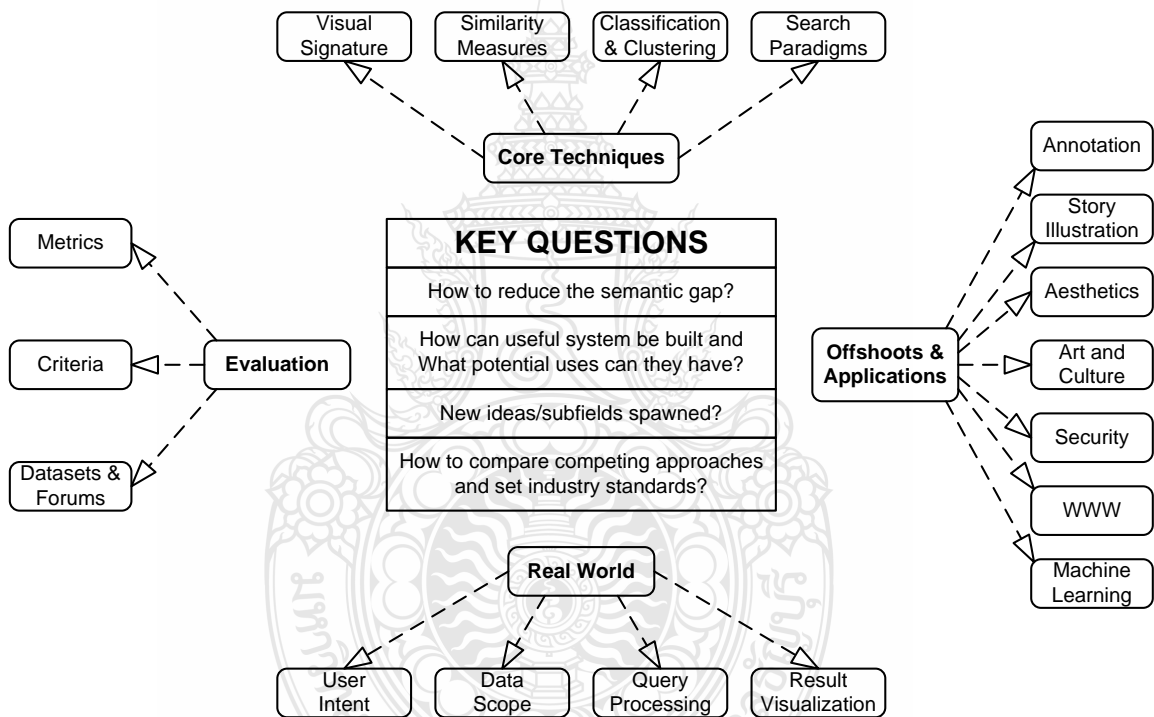 Visual
Signature
Similarity
Measures
Classification
& Clustering
Search
Paradigms
Core Techniques
Annotation
Story
Illustration
Aesthetics
Art and
Culture
Security
WWW
Machine
Learning
Offshoots &
Applications
Metrics
Criteria
Datasets &
Forums
Evaluation
KEY QUESTIONS
How to reduce the semantic gap?
How can useful system be built and
What potential uses can they have?
New ideas/subfields spawned?
How to compare competing approaches
and set industry standards?
Real World
User
Intent
Data
Scope
Query
Processing
Result
Visualization